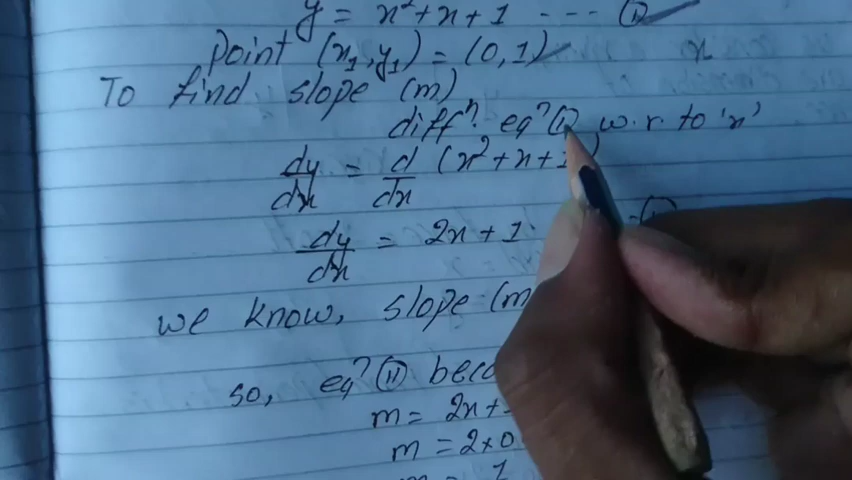 y = x² + x + 1 ---- ⓘ
point (x₁, y₁) = (0, 1)
To find slope (m)
diffⁿ. eqⁿ ⓘ w.r. to 'x'
dy/dx = d/dx (x² + x + 1)
dy/dx = 2x + 1
we know, slope (m
so, eqⁿ ⓘⓘ beco
m = 2x +
m = 2×0
m = 1